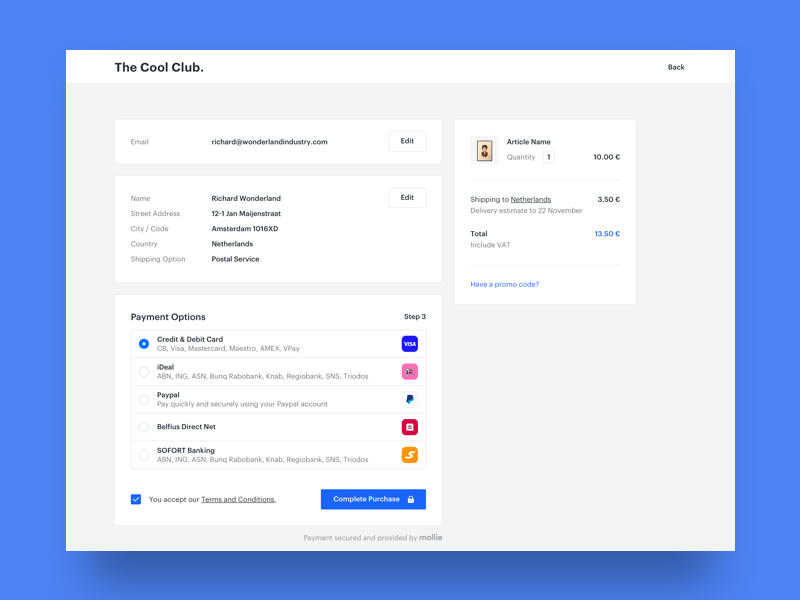 The Cool Club.
Back
Email richard@wonderlandindustry.com Edit
Name Richard Wonderland Edit
Street Address 12-1 Jan Maijenstraat
City / Code Amsterdam 1016XD
Country Netherlands
Shipping Option Postal Service
Payment Options Step 3
Credit & Debit Card
CB, Visa, Mastercard, Maestro, AMEX, VPay
VISA
iDeal
ABN, ING, ASN, Bunq Rabobank, Knab, Regiobank, SNS, Triodos
Paypal
Pay quickly and securely using your Paypal account
Belfius Direct Net
SOFORT Banking
ABN, ING, ASN, Bunq Rabobank, Knab, Regiobank, SNS, Triodos
You accept our Terms and Conditions.
Complete Purchase
Payment secured and provided by mollie
Article Name
Quantity 1 10.00 €
Shipping to Netherlands 3.50 €
Delivery estimate to 22 November
Total 13.50 €
Include VAT
Have a promo code?